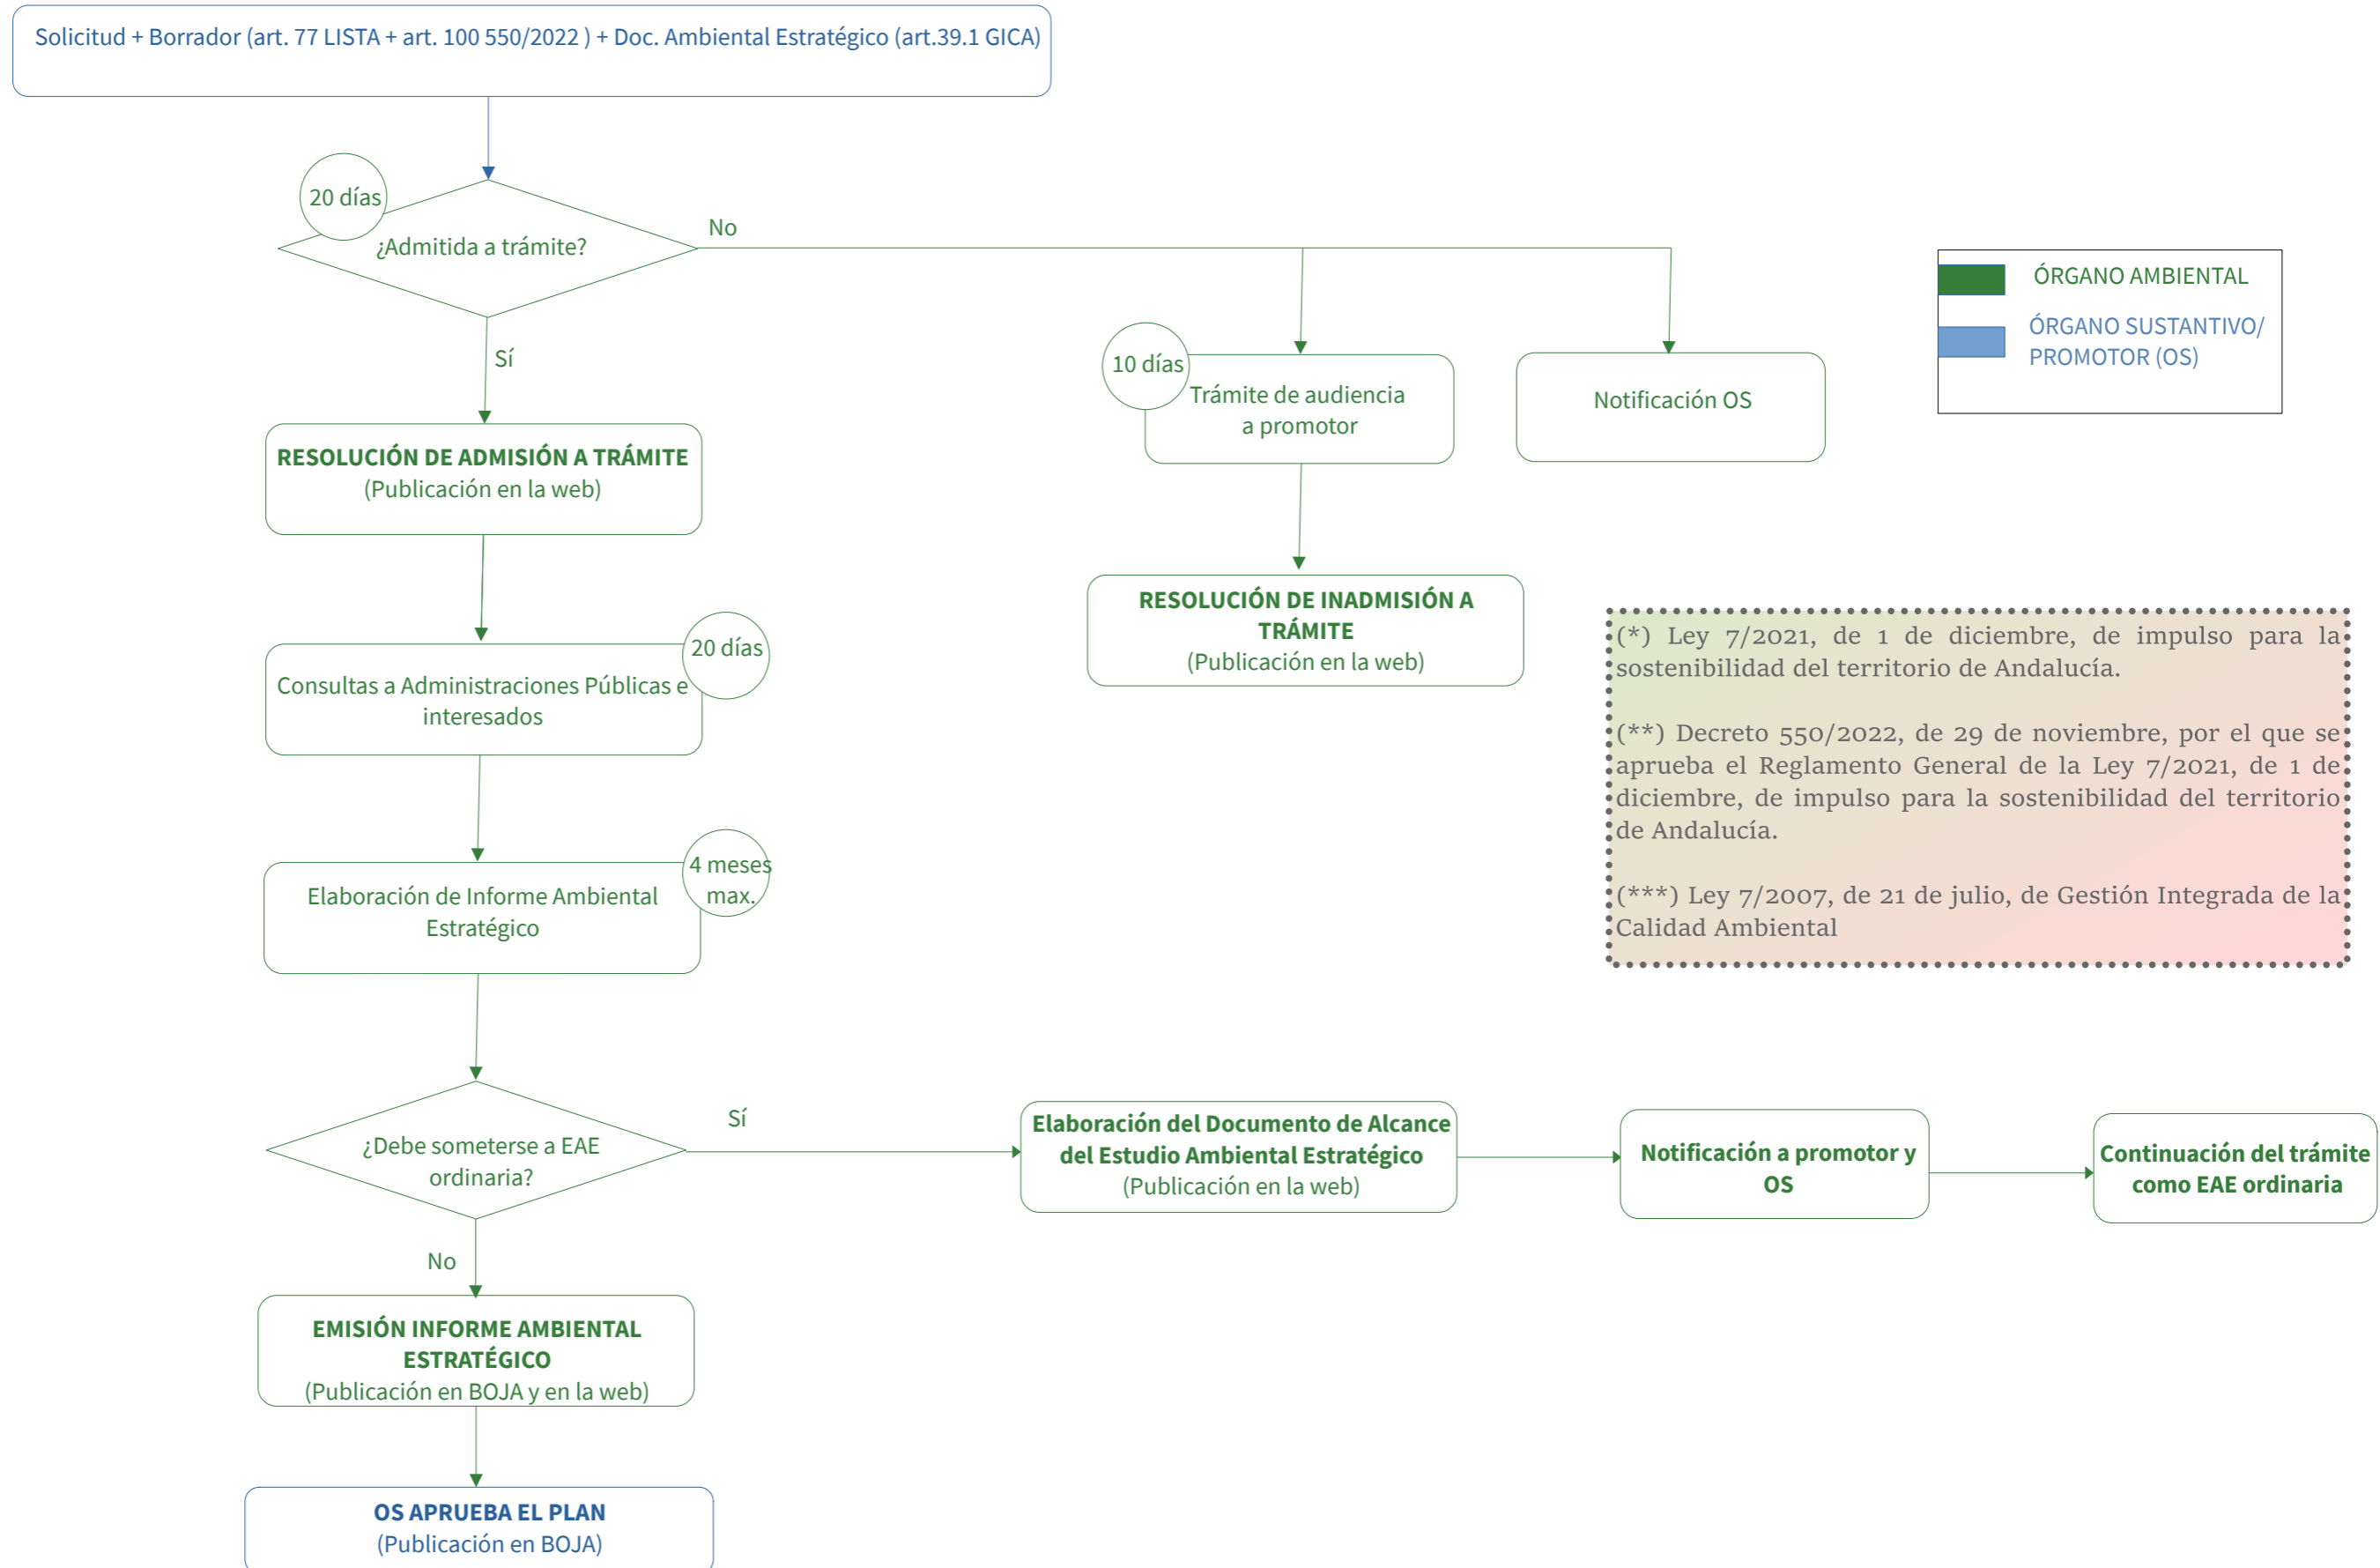 Solicitud + Borrador (art. 77 LISTA + art. 100 550/2022 ) + Doc. Ambiental Estratégico (art.39.1 GICA)
20 días
¿Admitida a trámite?
No
Sí
ÓRGANO AMBIENTAL
ÓRGANO SUSTANTIVO/
PROMOTOR (OS)
10 días
Trámite de audiencia
a promotor
Notificación OS
RESOLUCIÓN DE ADMISIÓN A TRÁMITE
(Publicación en la web)
RESOLUCIÓN DE INADMISIÓN A
TRÁMITE
(Publicación en la web)
20 días
Consultas a Administraciones Públicas e
interesados
(*) Ley 7/2021, de 1 de diciembre, de impulso para la
sostenibilidad del territorio de Andalucía.
(**) Decreto 550/2022, de 29 de noviembre, por el que se
aprueba el Reglamento General de la Ley 7/2021, de 1 de
diciembre, de impulso para la sostenibilidad del territorio
de Andalucía.
(***) Ley 7/2007, de 21 de julio, de Gestión Integrada de la
Calidad Ambiental
4 meses
max.
Elaboración de Informe Ambiental
Estratégico
¿Debe someterse a EAE
ordinaria?
Sí
Elaboración del Documento de Alcance
del Estudio Ambiental Estratégico
(Publicación en la web)
Notificación a promotor y
OS
Continuación del trámite
como EAE ordinaria
No
EMISIÓN INFORME AMBIENTAL
ESTRATÉGICO
(Publicación en BOJA y en la web)
OS APRUEBA EL PLAN
(Publicación en BOJA)